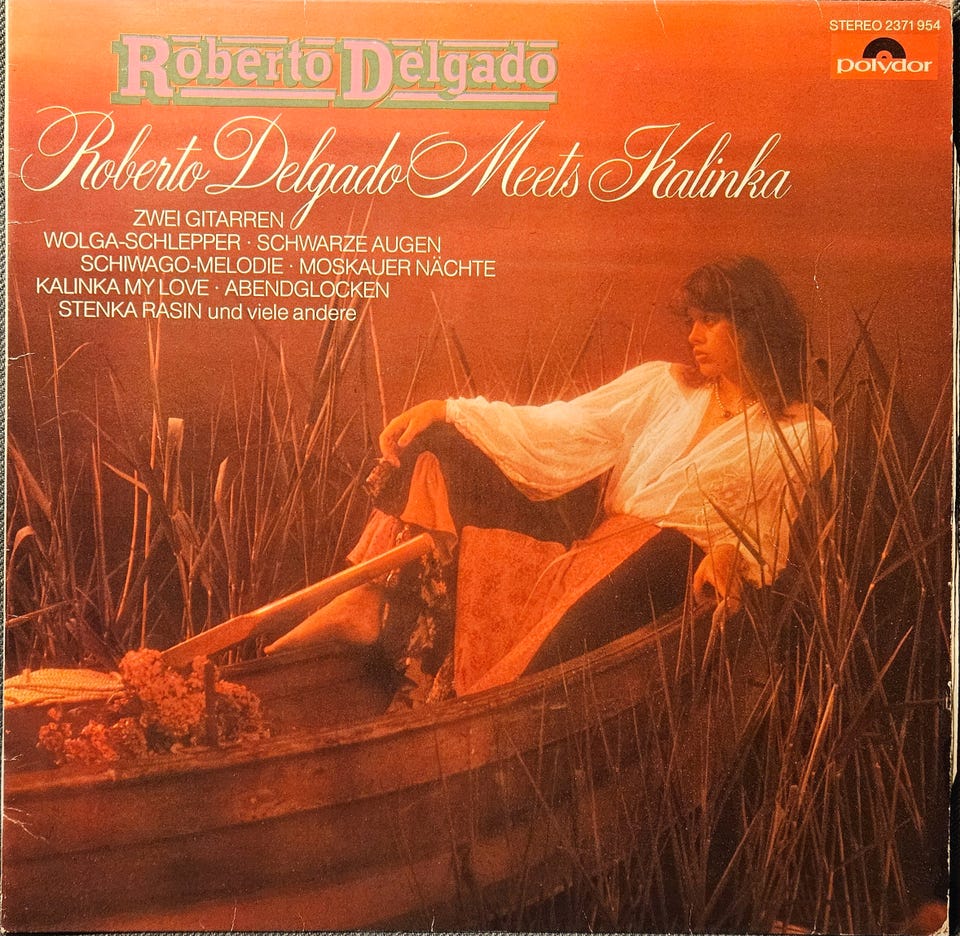 STEREO 2371 954
polydor
Roberto Delgado
Roberto Delgado Meets Kalinka
ZWEI GITARREN
WOLGA-SCHLEPPER · SCHWARZE AUGEN
SCHIWAGO-MELODIE · MOSKAUER NÄCHTE
KALINKA MY LOVE · ABENDGLOCKEN
STENKA RASIN und viele andere